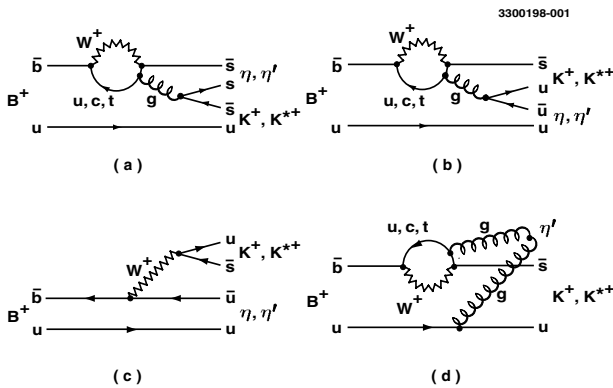 3300198-001
W+
b̄
s̄
s
η, η′
B+
u, c, t
g
s̄
K+, K*+
u
u
( a )
W+
b̄
s̄
u
K+, K*+
B+
u, c, t
g
ū
η, η′
u
u
( b )
u
K+, K*+
s̄
W+
b̄
ū
η, η′
B+
u
u
( c )
u, c, t
g
η′
b̄
s̄
W+
g
B+
K+, K*+
u
u
( d )